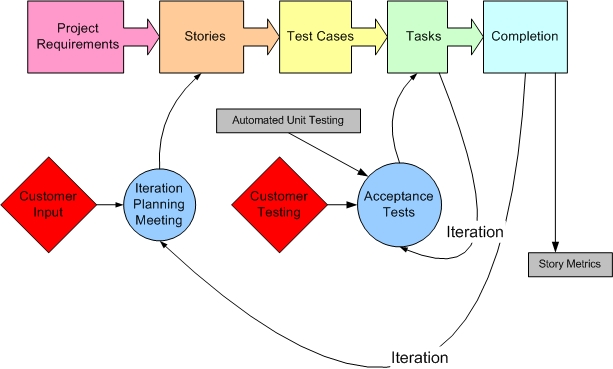 Project
Requirements
Stories
Test Cases
Tasks
Completion
Automated Unit Testing
Customer
Input
Iteration
Planning
Meeting
Customer
Testing
Acceptance
Tests
Iteration
Story Metrics
Iteration